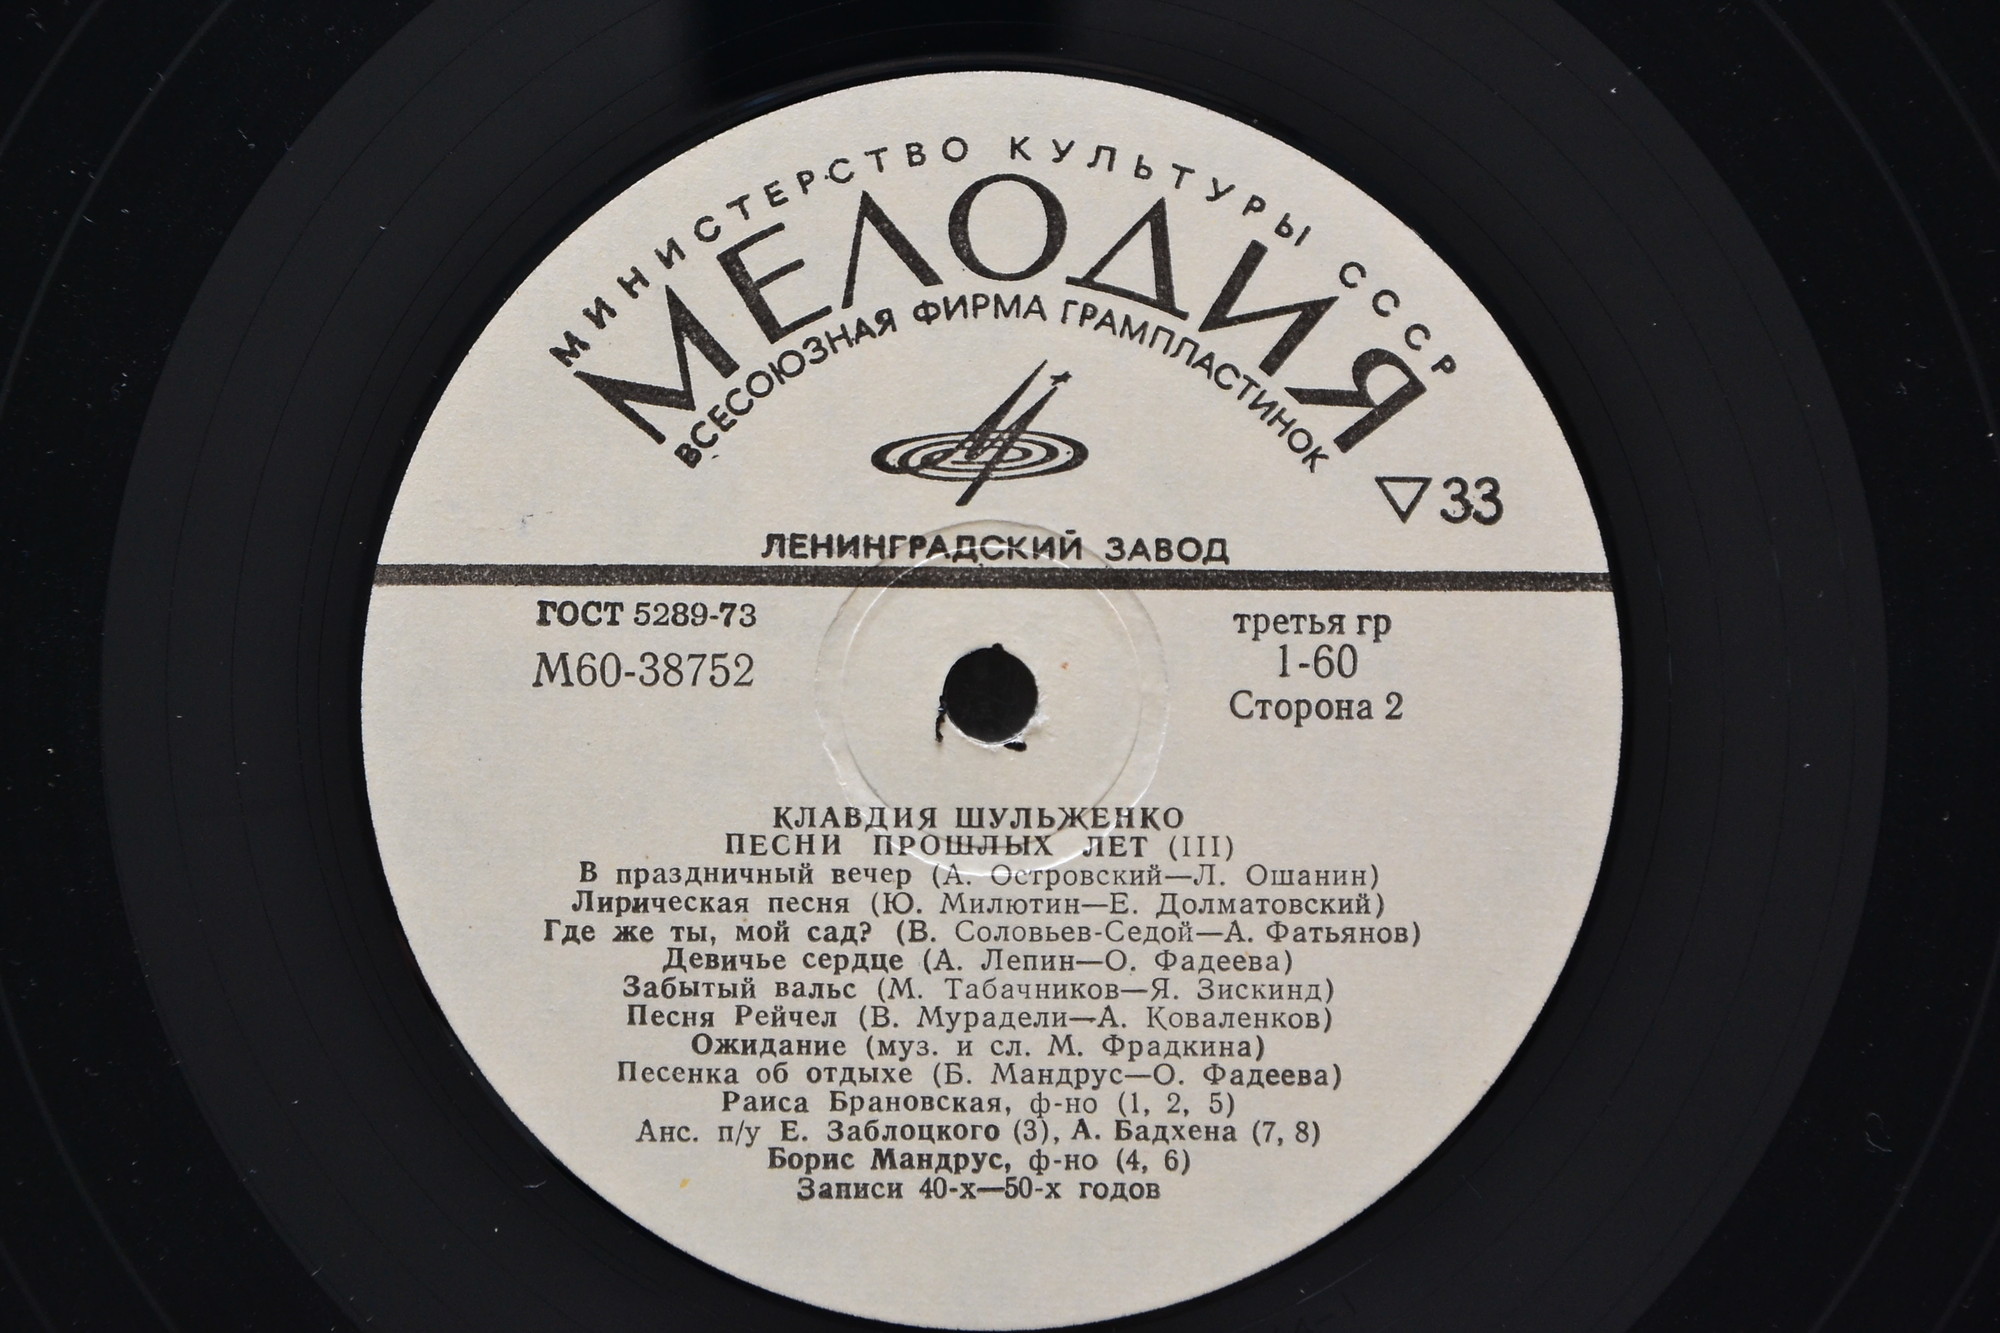 МИНИСТЕРСТВО КУЛЬТУРЫ СССР
МЕЛОДИЯ
ВСЕСОЮЗНАЯ ФИРМА ГРАМПЛАСТИНОК
33
ЛЕНИНГРАДСКИЙ ЗАВОД
ГОСТ 5289-73
М60-38752
третья гр
1-60
Сторона 2
КЛАВДИЯ ШУЛЬЖЕНКО
ПЕСНИ ПРОШЛЫХ ЛЕТ (III)
В праздничный вечер (А. Островский—Л. Ошанин)
Лирическая песня (Ю. Милютин—Е. Долматовский)
Где же ты, мой сад? (В. Соловьев-Седой—А. Фатьянов)
Девичье сердце (А. Лепин—О. Фадеева)
Забытый вальс (М. Табачников—Я. Зискинд)
Песня Рейчел (В. Мурадели—А. Коваленков)
Ожидание (муз. и сл. М. Фрадкина)
Песенка об отдыхе (Б. Мандрус—О. Фадеева)
Раиса Брановская, ф-но (1, 2, 5)
Анс. п/у Е. Заблоцкого (3), А. Бадхена (7, 8)
Борис Мандрус, ф-но (4, 6)
Записи 40-х—50-х годов